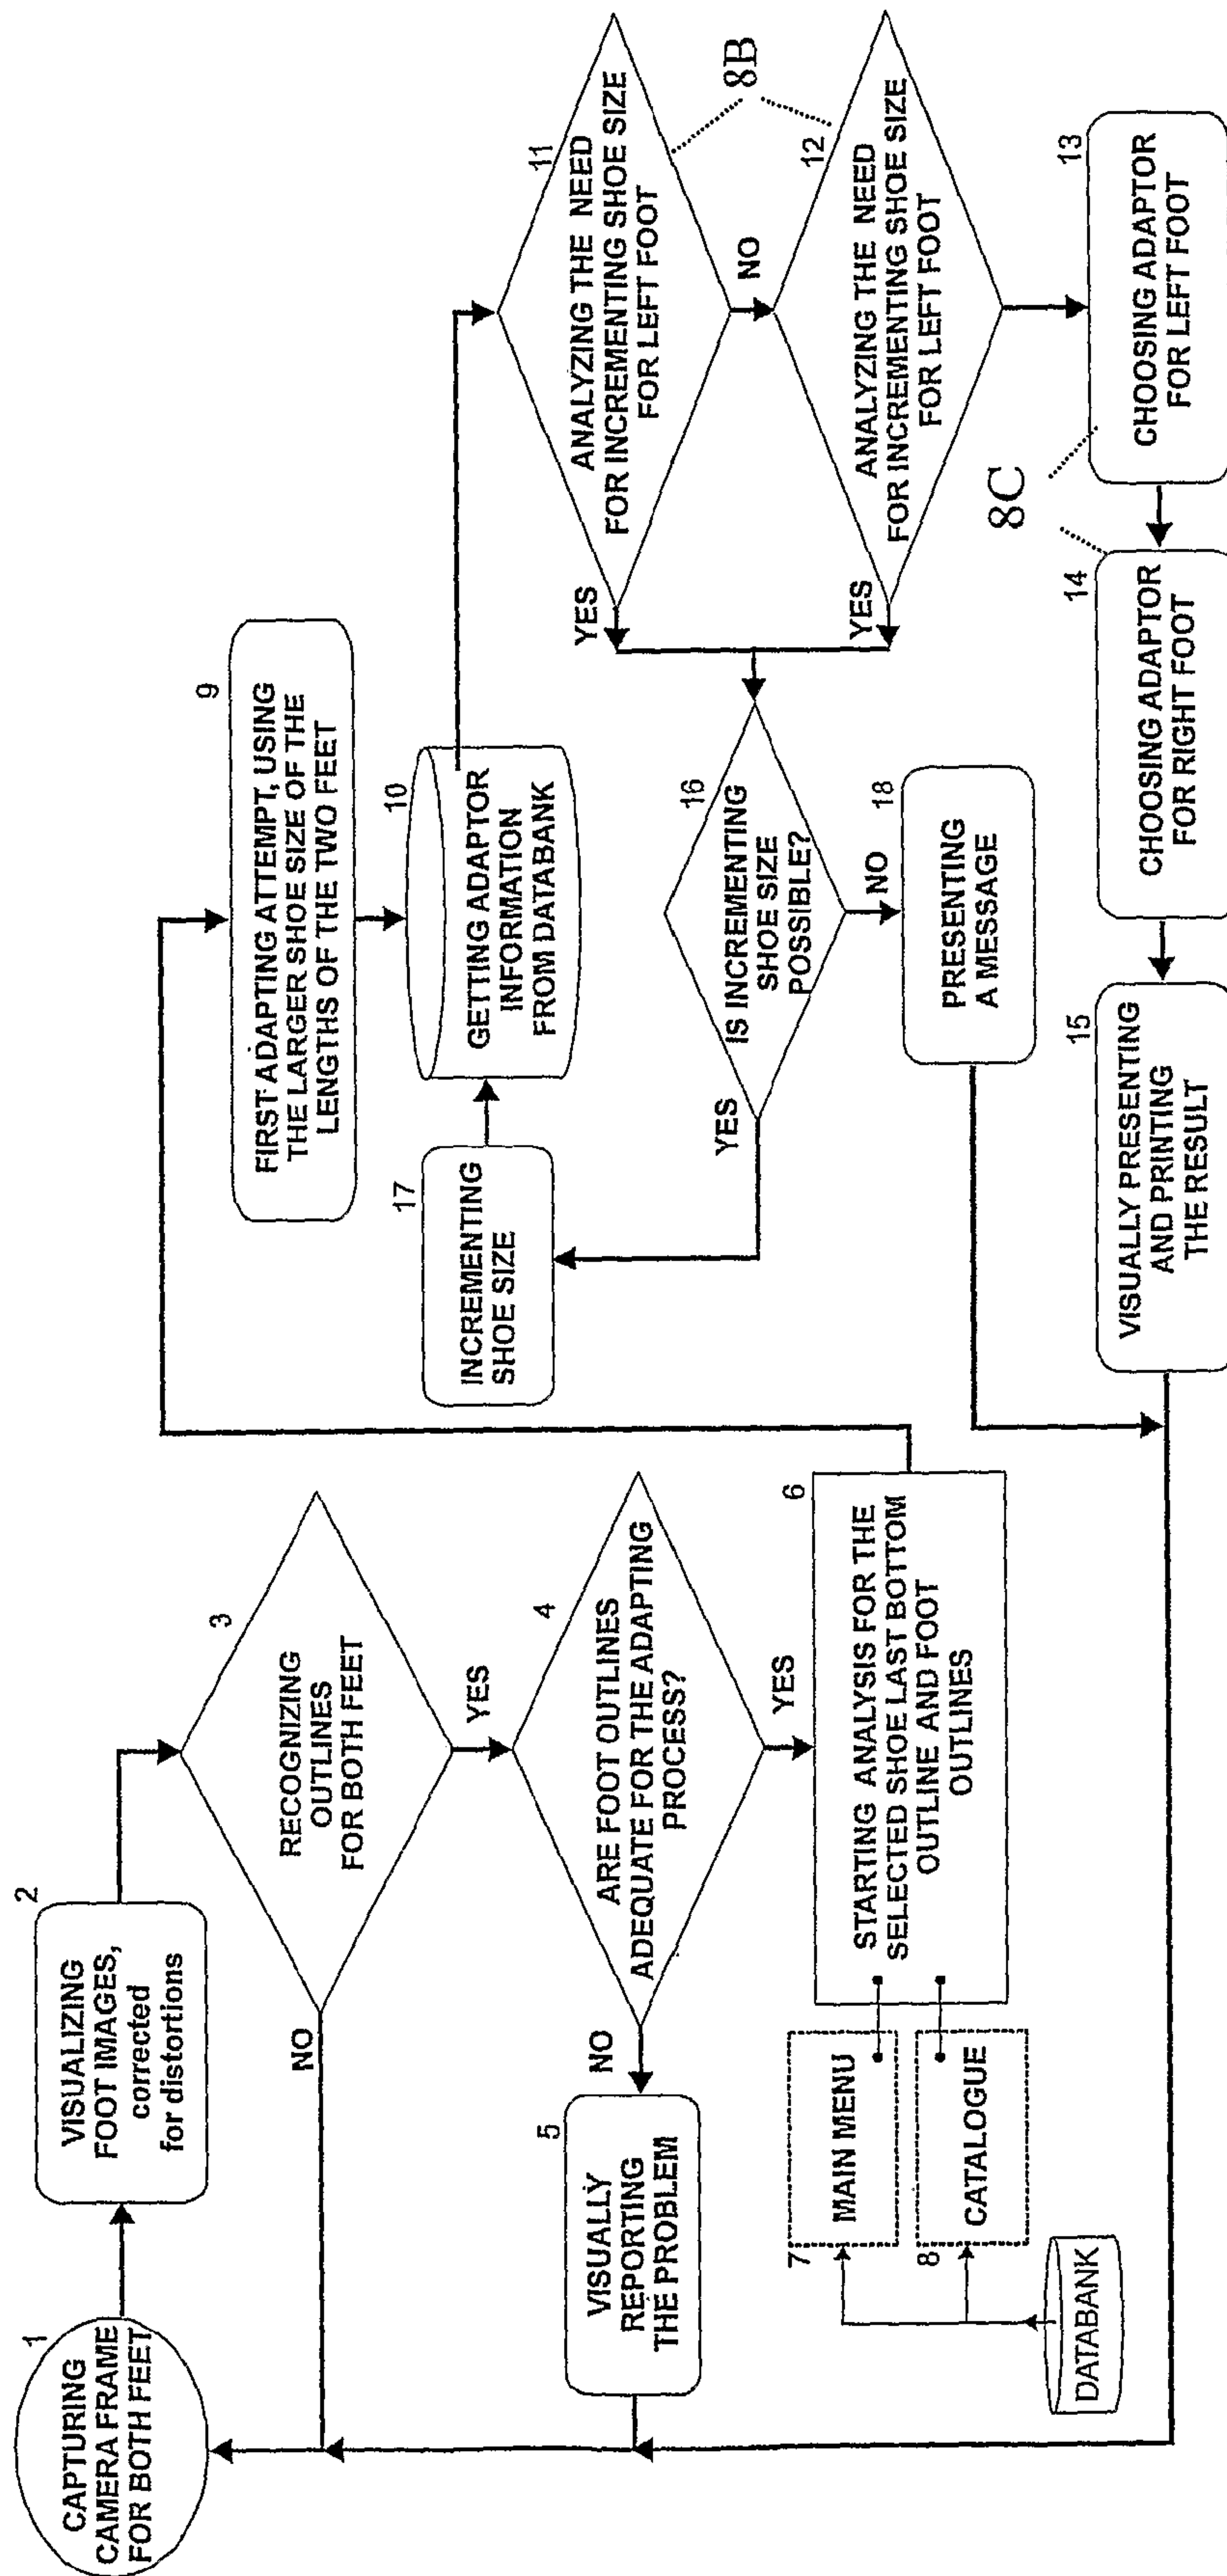 1
CAPTURING
CAMERA FRAME
FOR BOTH FEET
2
VISUALIZING
FOOT IMAGES,
corrected
for distortions
3
RECOGNIZING
OUTLINES
FOR BOTH FEET
NO
YES
4
ARE FOOT OUTLINES
ADEQUATE FOR THE ADAPTING
PROCESS?
NO
YES
5
VISUALLY
REPORTING
THE PROBLEM
6
STARTING ANALYSIS FOR THE
SELECTED SHOE LAST BOTTOM
OUTLINE AND FOOT
OUTLINES
7
MAIN MENU
8
CATALOGUE
DATABANK
9
FIRST ADAPTING ATTEMPT, USING
THE LARGER SHOE SIZE OF THE
LENGTHS OF THE TWO FEET
10
GETTING ADAPTOR
INFORMATION
FROM DATABANK
11
ANALYZING THE NEED
FOR INCREMENTING SHOE SIZE
FOR LEFT FOOT
YES
NO
8B
12
ANALYZING THE NEED
FOR INCREMENTING SHOE SIZE
FOR LEFT FOOT
YES
13
CHOOSING ADAPTOR
FOR LEFT FOOT
8C
14
CHOOSING ADAPTOR
FOR RIGHT FOOT
15
VISUALLY PRESENTING
AND PRINTING
THE RESULT
16
IS INCREMENTING
SHOE SIZE
POSSIBLE?
YES
NO
17
INCREMENTING
SHOE SIZE
18
PRESENTING
A MESSAGE